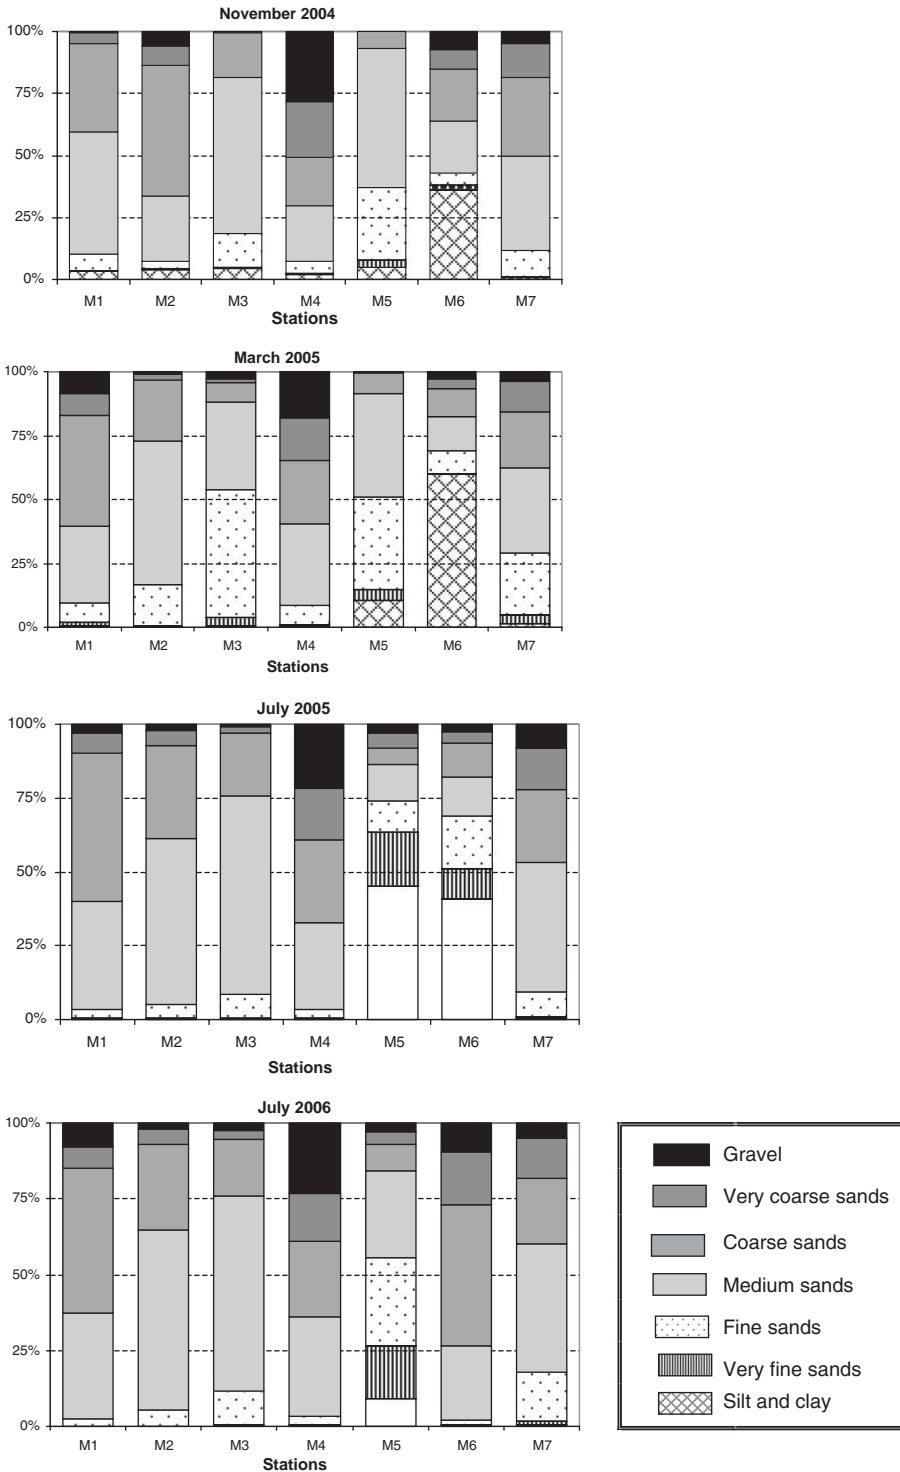 November 2004
100%
75%
50%
25%
0%
M1 M2 M3 M4 M5 M6 M7
Stations
March 2005
100%
75%
50%
25%
0%
M1 M2 M3 M4 M5 M6 M7
Stations
July 2005
100%
75%
50%
25%
0%
M1 M2 M3 M4 M5 M6 M7
Stations
July 2006
100%
75%
50%
25%
0%
M1 M2 M3 M4 M5 M6 M7
Stations
Gravel
Very coarse sands
Coarse sands
Medium sands
Fine sands
Very fine sands
Silt and clay